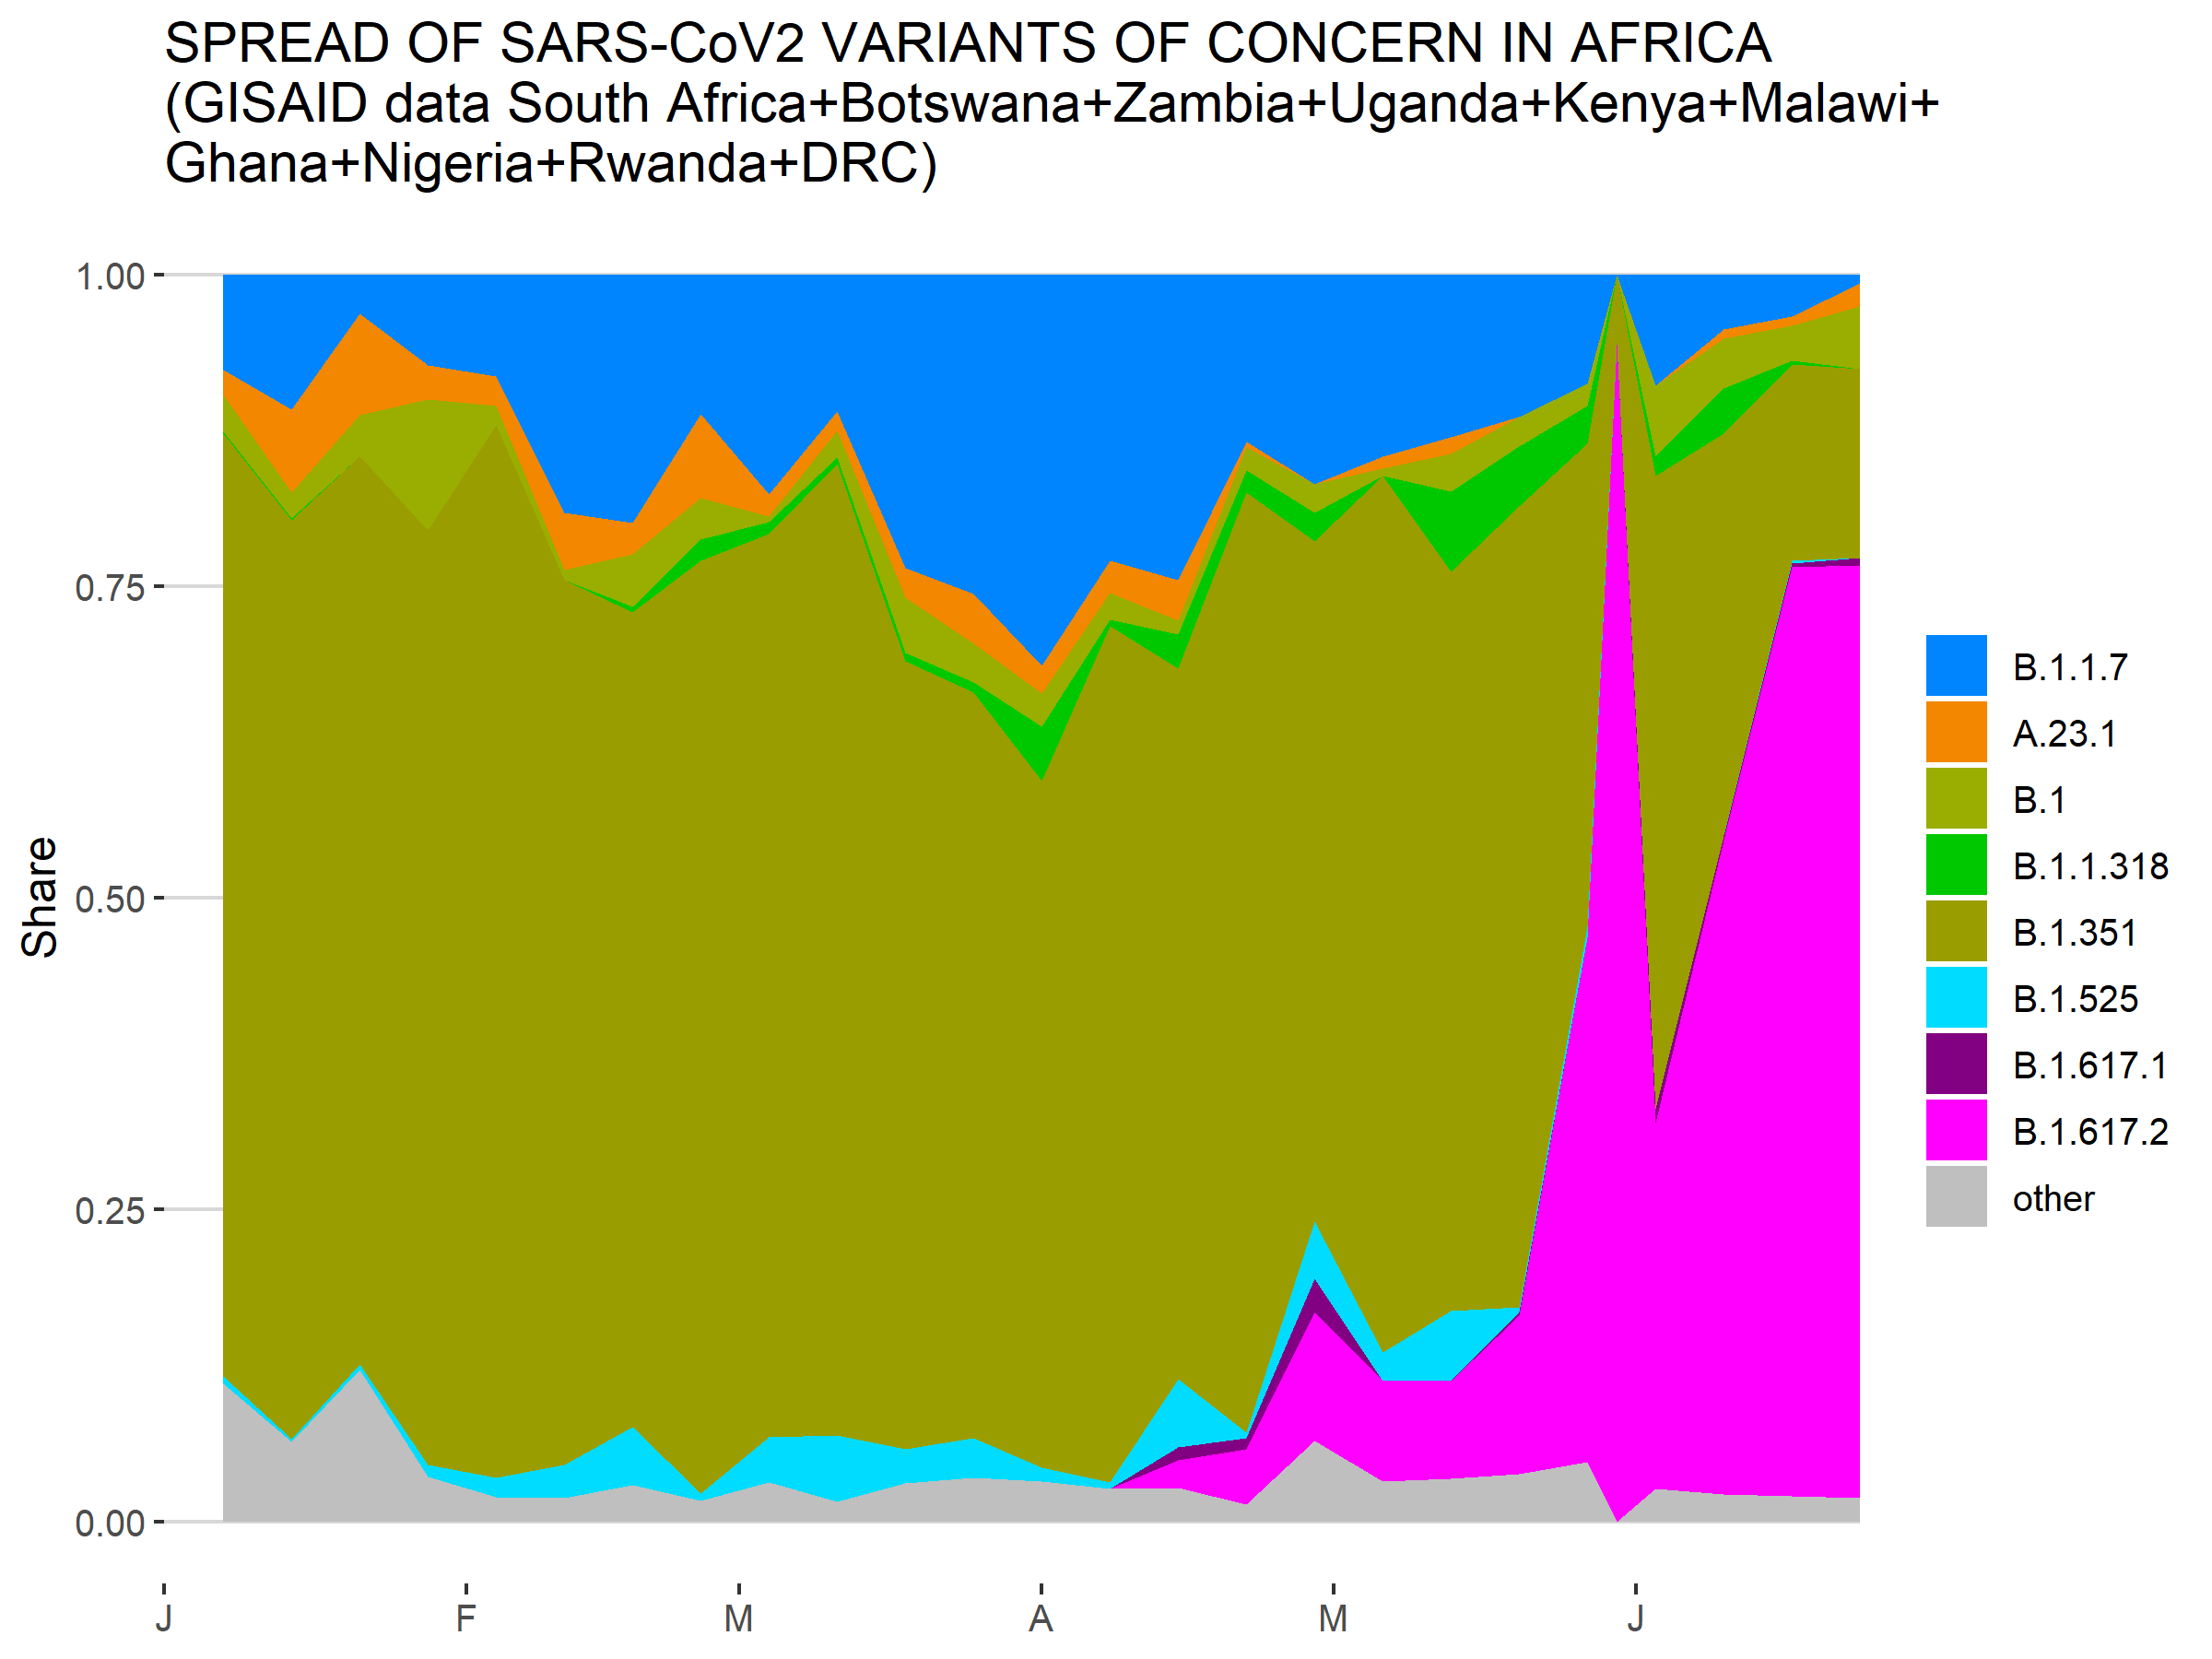 SPREAD OF SARS-CoV2 VARIANTS OF CONCERN IN AFRICA
(GISAID data South Africa+Botswana+Zambia+Uganda+Kenya+Malawi+
Ghana+Nigeria+Rwanda+DRC)
1.00
0.75
0.50
0.25
0.00
Share
J F M A M J
B.1.1.7
A.23.1
B.1
B.1.1.318
B.1.351
B.1.525
B.1.617.1
B.1.617.2
other